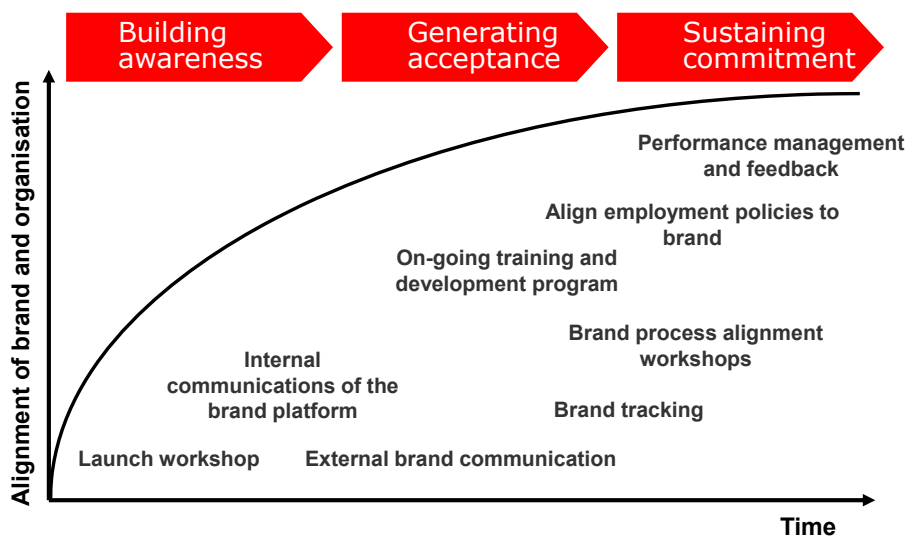 Building
awareness
Generating
acceptance
Sustaining
commitment
Alignment of brand and organisation
Performance management
and feedback
Align employment policies to
brand
On-going training and
development program
Brand process alignment
workshops
Internal
communications of the
brand platform
Brand tracking
Launch workshop
External brand communication
Time